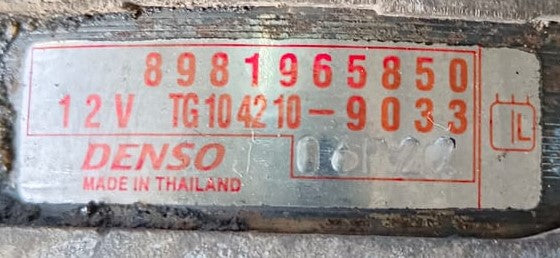 8981965850
12V TG104210-9033
DENSO
MADE IN THAILAND
IL